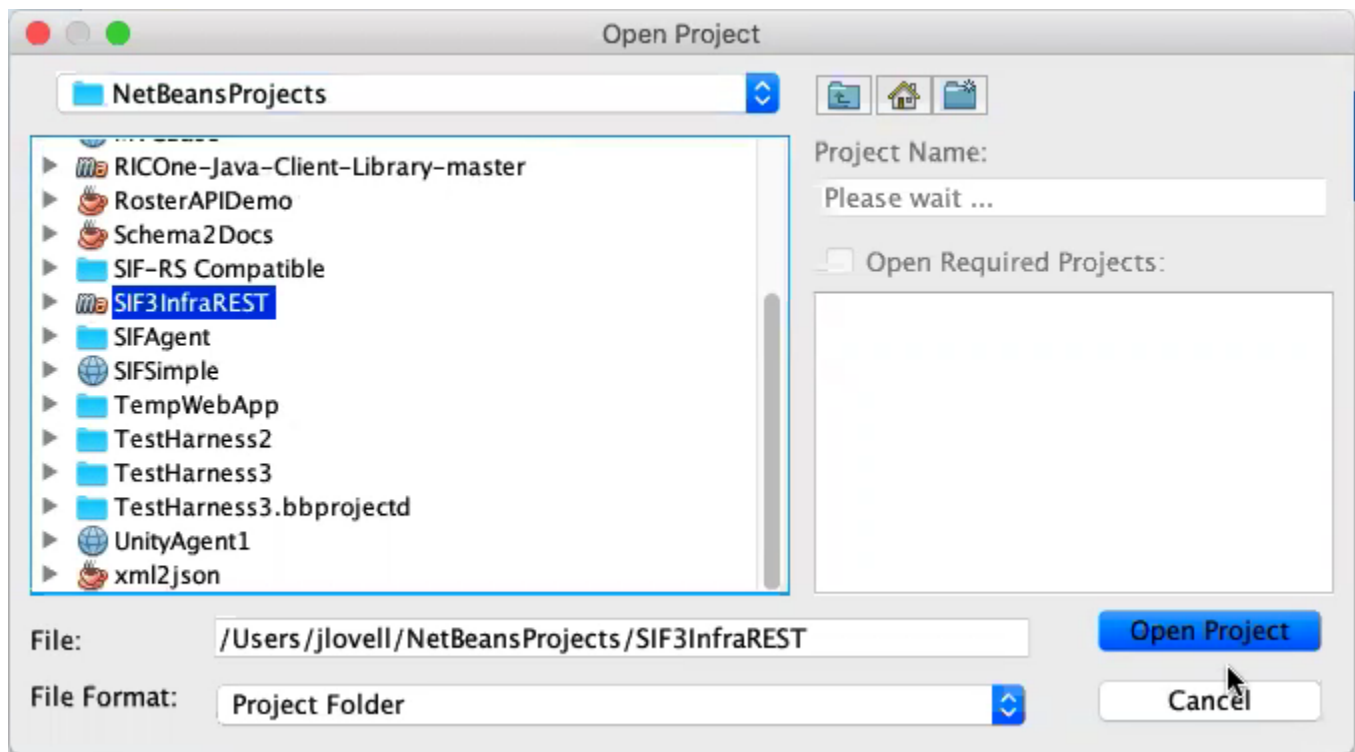 Open Project
NetBeansProjects
RICOne-Java-Client-Library-master
RosterAPIDemo
Schema2Docs
SIF-RS Compatible
SIF3InfraREST
SIFAgent
SIFSimple
TempWebApp
TestHarness2
TestHarness3
TestHarness3.bbprojectd
UnityAgent1
xml2json
Project Name:
Please wait ...
Open Required Projects:
File:
/Users/jlovell/NetBeansProjects/SIF3InfraREST
Open Project
File Format:
Project Folder
Cancel